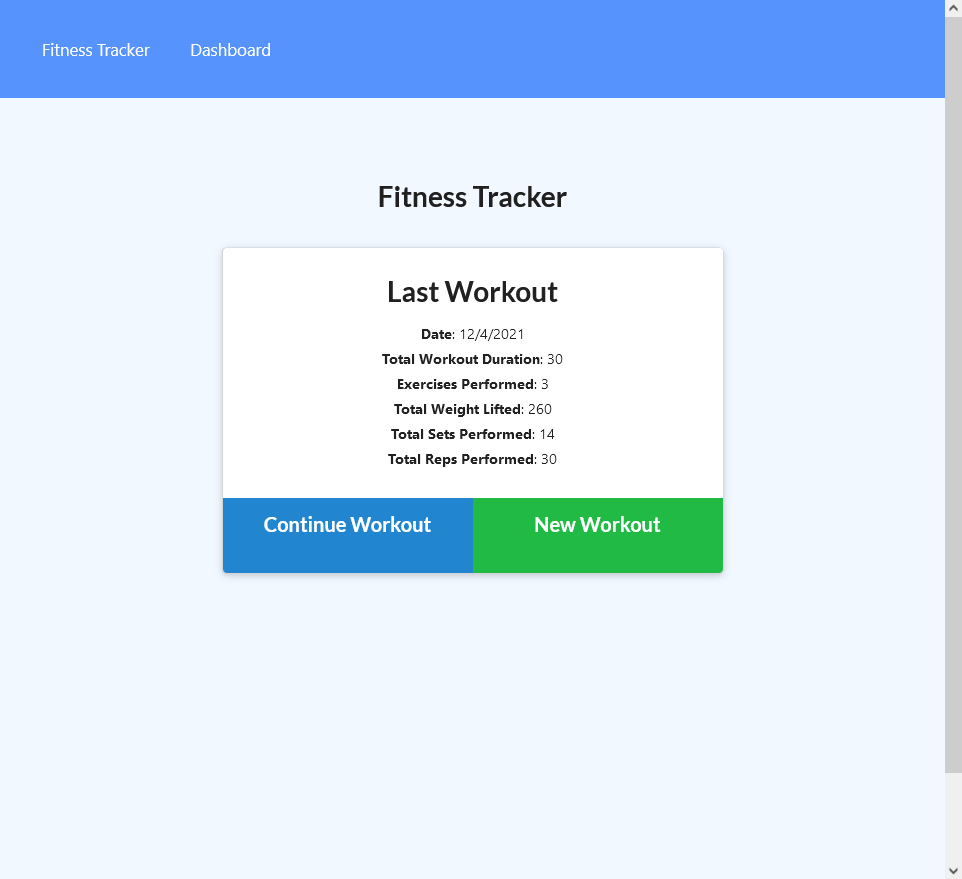 Fitness Tracker Dashboard
Fitness Tracker
Last Workout
Date: 12/4/2021
Total Workout Duration: 30
Exercises Performed: 3
Total Weight Lifted: 260
Total Sets Performed: 14
Total Reps Performed: 30
Continue Workout New Workout